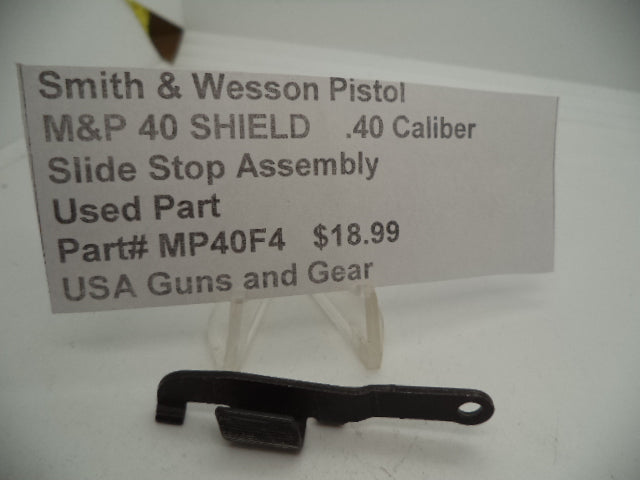 Smith & Wesson Pistol
M&P 40 SHIELD .40 Caliber
Slide Stop Assembly
Used Part
Part# MP40F4 $18.99
USA Guns and Gear